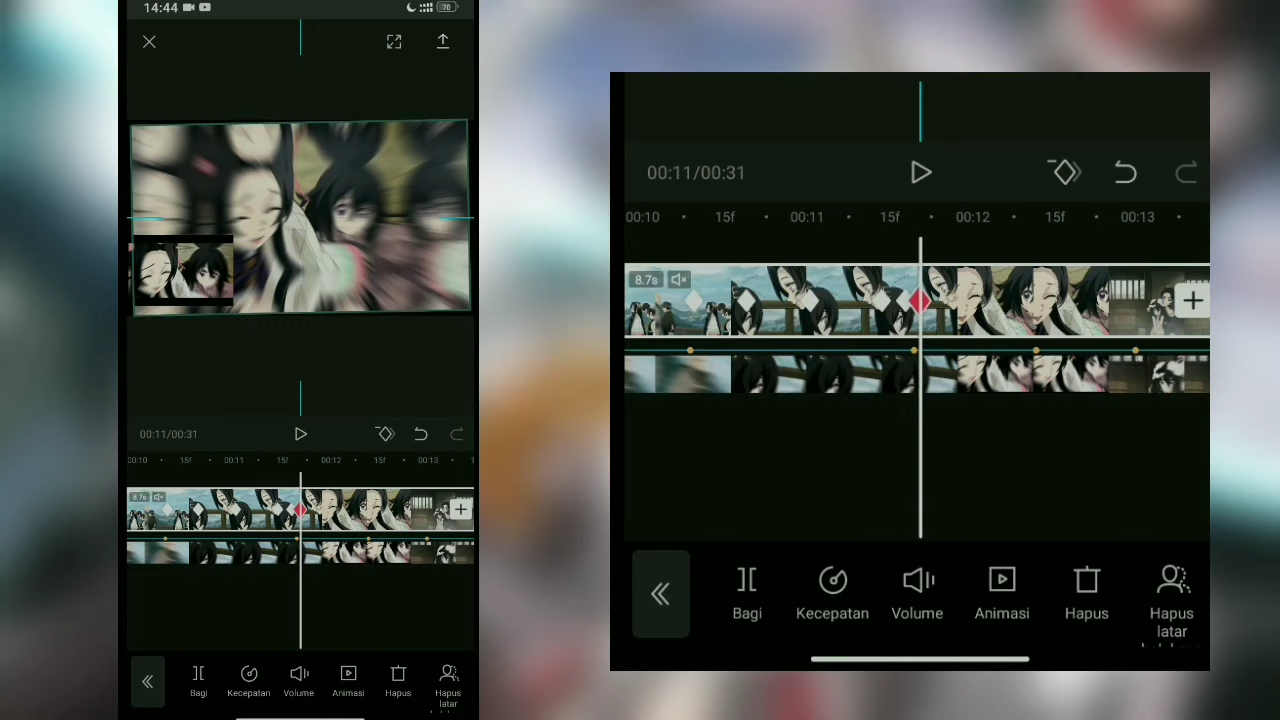 14:44
70
00:11/00:31
00:10 15f 00:11 15f 00:12 15f 00:13
8.7s
Bagi Kecepatan Volume Animasi Hapus Hapus
latar
00:11/00:31
00:10 15f 00:11 15f 00:12 15f 00:13
8.7s
Bagi Kecepatan Volume Animasi Hapus Hapus
latar